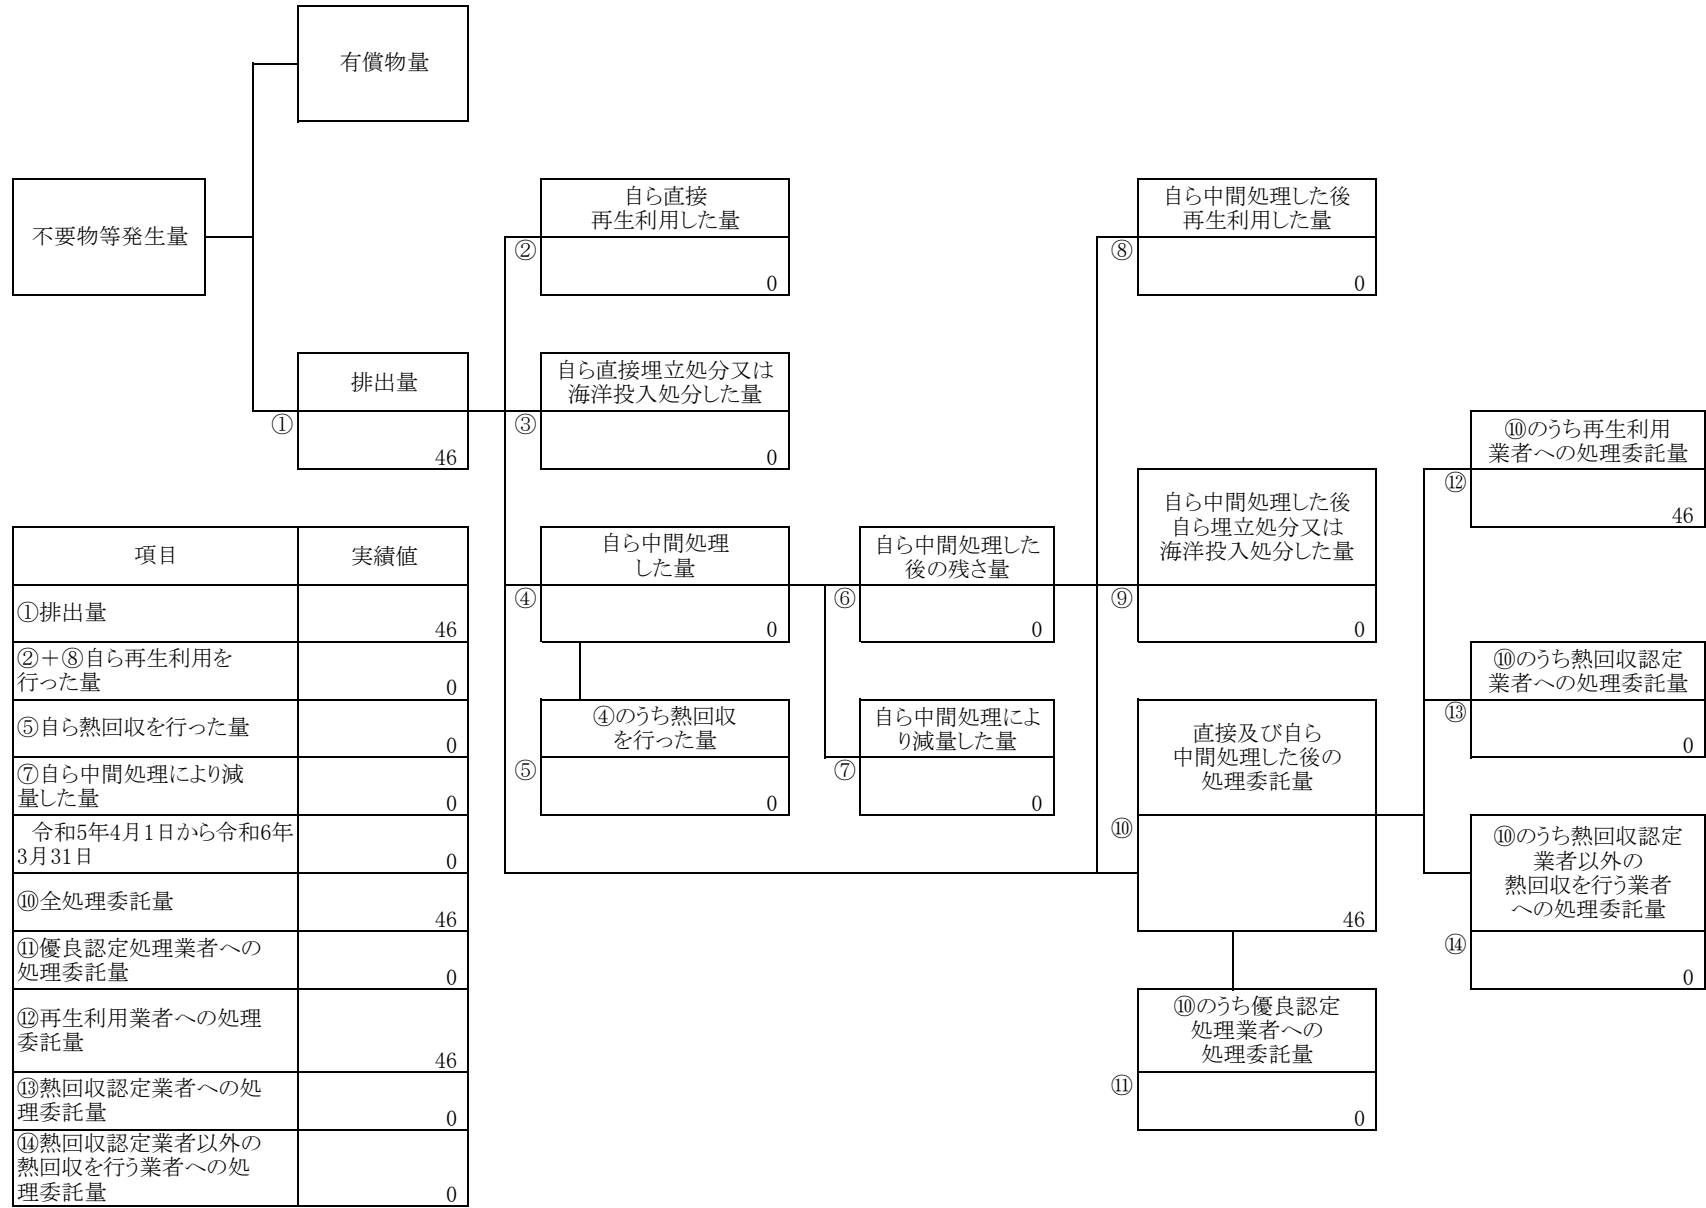 有償物量
不要物等発生量
自ら直接
再生利用した量
②
0
自ら中間処理した後
再生利用した量
⑧
0
排出量
①
46
自ら直接埋立処分又は
海洋投入処分した量
③
0
⑩のうち再生利用
業者への処理委託量
⑫
46
自ら中間処理
した量
④
0
自ら中間処理した
後の残さ量
⑥
0
自ら中間処理した後
自ら埋立処分又は
海洋投入処分した量
⑨
0
⑩のうち熱回収認定
業者への処理委託量
⑬
0
④のうち熱回収
を行った量
⑤
0
自ら中間処理によ
り減量した量
⑦
0
直接及び自ら
中間処理した後の
処理委託量
⑩
46
⑩のうち熱回収認定
業者以外の
熱回収を行う業者
への処理委託量
⑭
0
⑩のうち優良認定
処理業者への
処理委託量
⑪
0
項目 実績値
①排出量
46
②+⑧自ら再生利用を
行った量 0
⑤自ら熱回収を行った量
0
⑦自ら中間処理により減
量した量 0
令和5年4月1日から令和6年
3月31日 0
⑩全処理委託量
46
⑪優良認定処理業者への
処理委託量 0
⑫再生利用業者への処理
委託量
46
⑬熱回収認定業者への処
理委託量 0
⑭熱回収認定業者以外の
熱回収を行う業者への処
理委託量 0